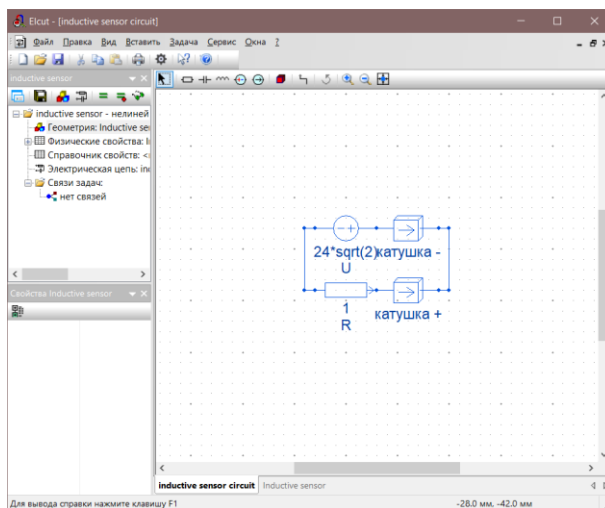 Elcut - [inductive sensor circuit]
Файл Правка Вид Вставить Задача Сервис Окна ?
inductive sensor
inductive sensor - нелиней
Геометрия: Inductive se
Физические свойства: I
Справочник свойств: <
Электрическая цепь: in
Связи задач:
нет связей
Свойства Inductive sensor
24*sqrt(2)
катушка -
U
1
катушка +
R
inductive sensor circuit
Inductive sensor
Для вывода справки нажмите клавишу F1
-28.0 мм, -42.0 мм